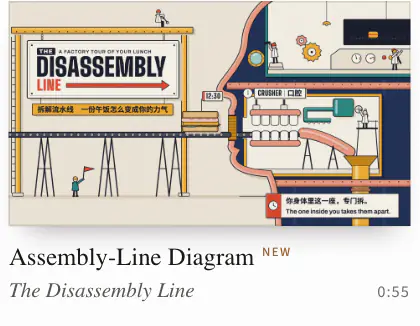 THE A FACTORY TOUR OF YOUR LUNCH
DISASSEMBLY
LINE
拆解流水线 一份午饭怎么变成你的力气
12:30
CRUSHER 口腔
你身体里这一座，专门拆。
The one inside you takes them apart.
Assembly-Line Diagram NEW
The Disassembly Line
0:55